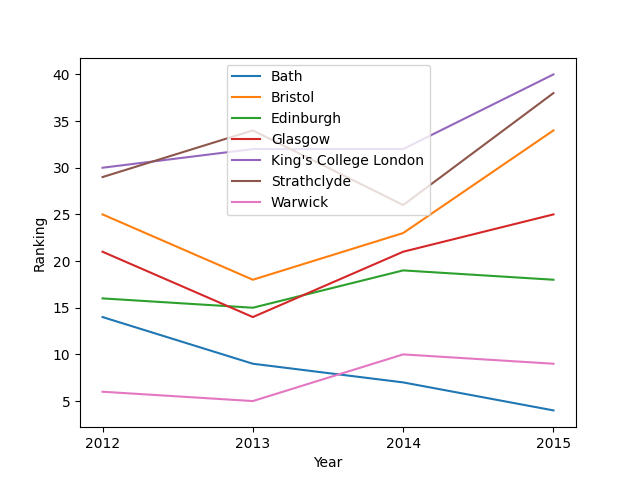 40
35
30
25
20
15
10
5
Ranking
Bath
Bristol
Edinburgh
Glasgow
King's College London
Strathclyde
Warwick
2012 2013 2014 2015
Year